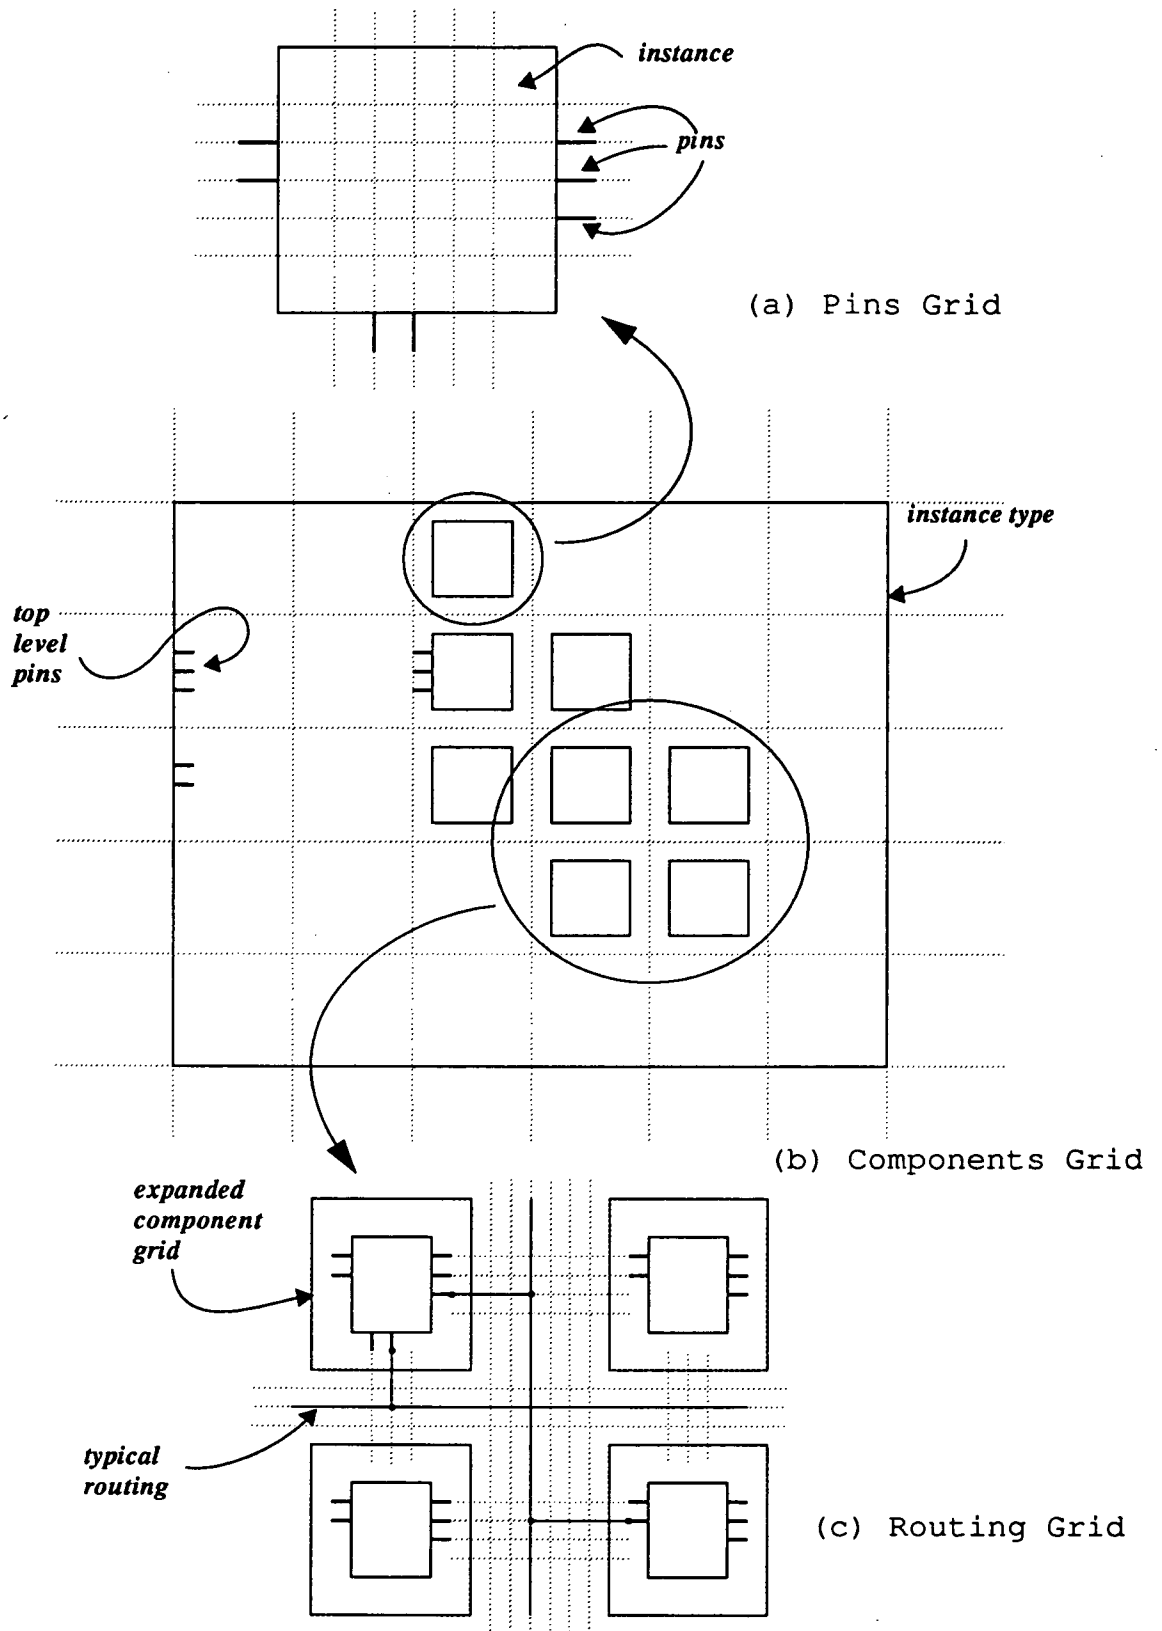 instance
pins
(a) Pins Grid
instance type
top
level
pins
(b) Components Grid
expanded
component
grid
typical
routing
(c) Routing Grid